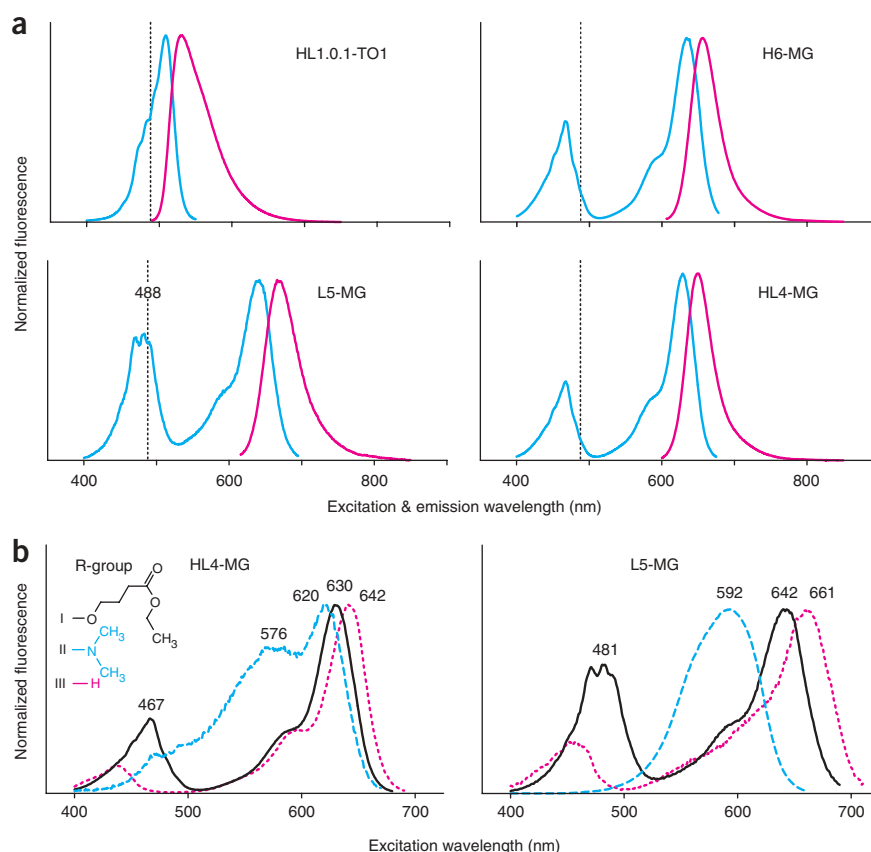 a
HL1.0.1-TO1
H6-MG
Normalized fluorescence
488
L5-MG
HL4-MG
400 600 800
400 600 800
Excitation & emission wavelength (nm)
b
R-group
HL4-MG
L5-MG
Normalized fluorescence
I
O
O
O
CH3
II
N
CH3
CH3
III
H
467
576
620
630
642
481
592
642
661
400 500 600 700
400 500 600 700
Excitation wavelength (nm)